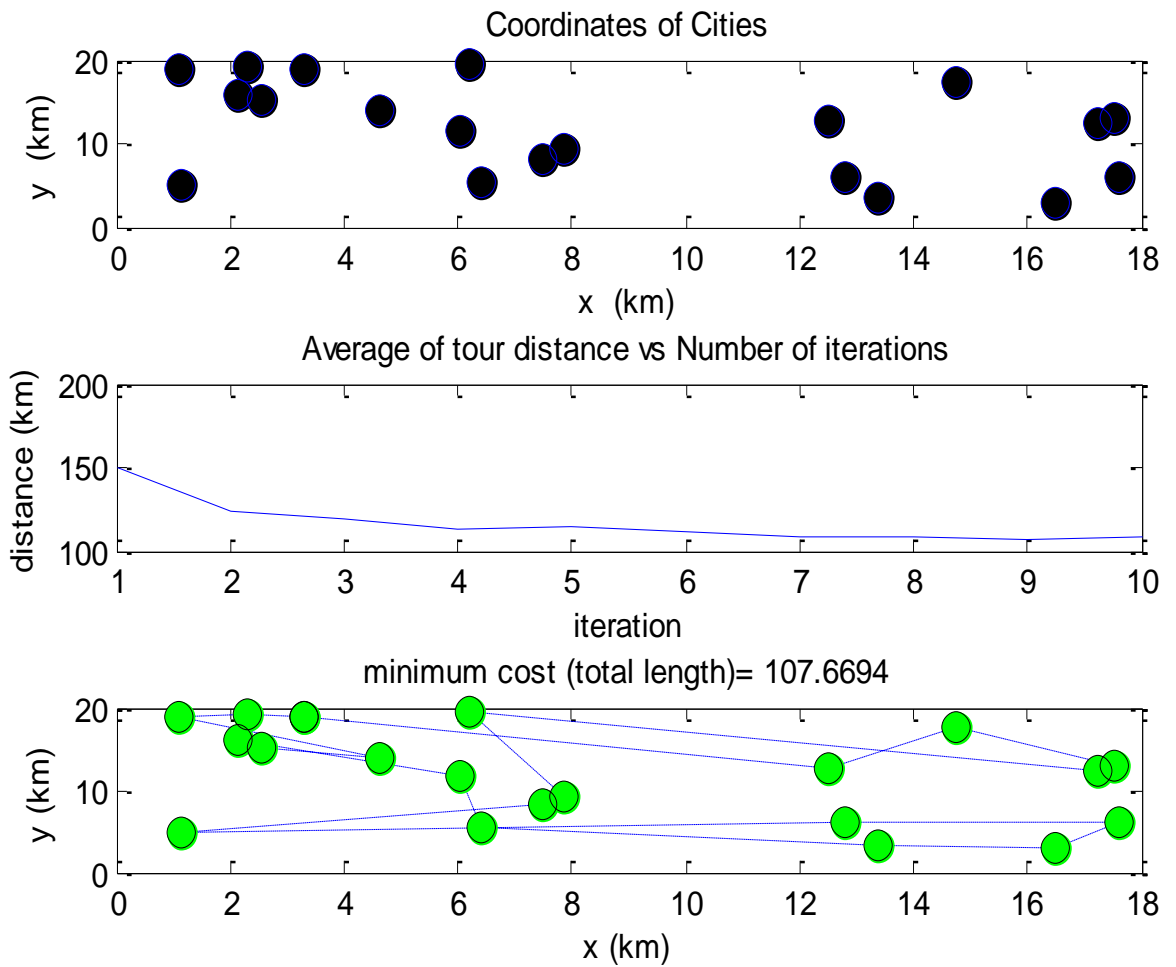 Coordinates of Cities
20
10
0
y (km)
0 2 4 6 8 10 12 14 16 18
x (km)
Average of tour distance vs Number of iterations
200
150
100
distance (km)
1 2 3 4 5 6 7 8 9 10
iteration
minimum cost (total length)= 107.6694
20
10
0
y (km)
0 2 4 6 8 10 12 14 16 18
x (km)